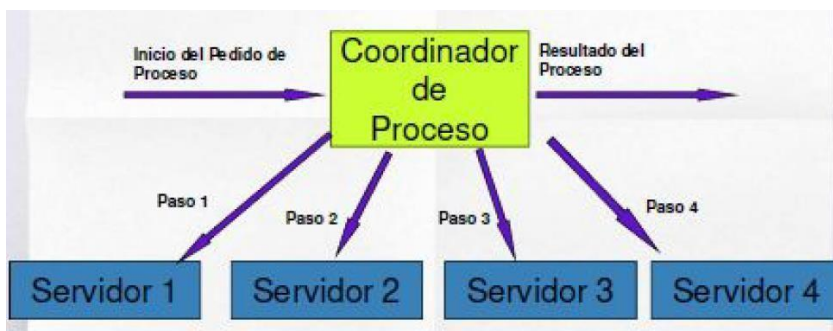 Inicio del Pedido de
Proceso
Coordinador
de
Proceso
Resultado del
Proceso
Paso 1
Paso 2
Paso 3
Paso 4
Servidor 1
Servidor 2
Servidor 3
Servidor 4